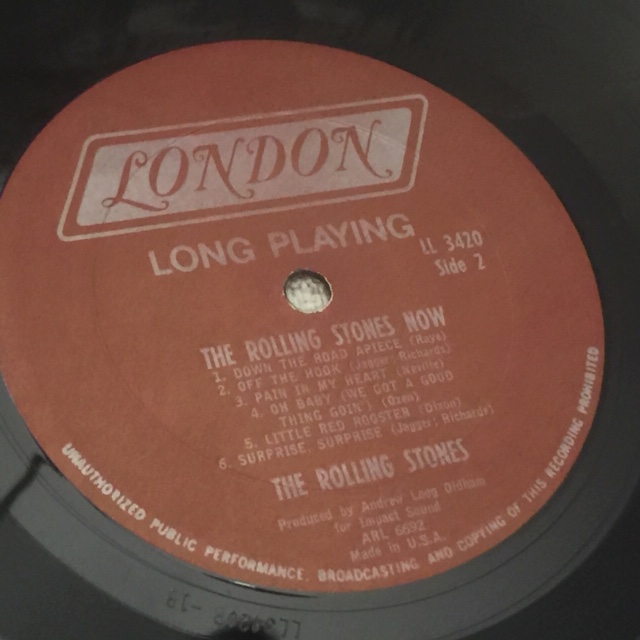 LONDON
LONG PLAYING
LL 3420
Side 2
THE ROLLING STONES NOW
1. DOWN THE ROAD APIECE (Raye)
2. OFF THE HOOK (Jagger; Richards)
3. PAIN IN MY HEART (Neville)
4. OH BABY (WE GOT A GOOD
THING GOIN') (Ozen)
5. LITTLE RED ROOSTER (Dixon)
6. SURPRISE SURPRISE (Jagger; Richards)
THE ROLLING STONES
Produced by Andrew Loog Oldham
for Impact Sound
ARL 6692
Made in U.S.A.
UNAUTHORIZED PUBLIC PERFORMANCE, BROADCASTING AND COPYING OF THIS RECORDING PROHIBITED